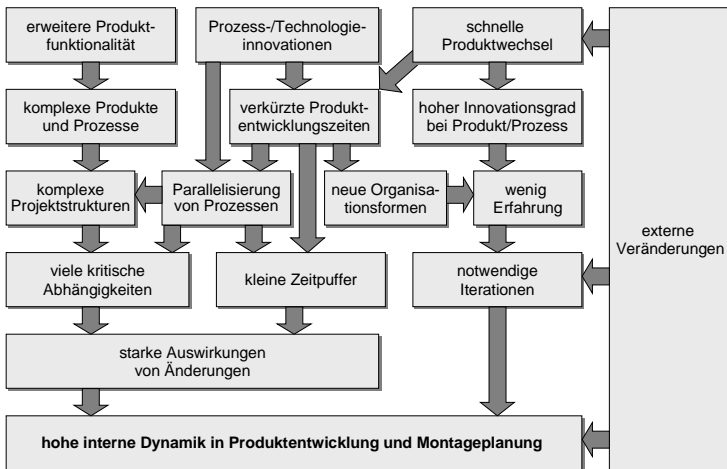 erweitere Produkt-
funktionalität
Prozess-/Technologie-
innovationen
schnelle
Produktwechsel
komplexe Produkte
und Prozesse
verkürzte Produkt-
entwicklungszeiten
hoher Innovationsgrad
bei Produkt/Prozess
komplexe
Projektstrukturen
Parallelisierung
von Prozessen
neue Organisa-
tionsformen
wenig
Erfahrung
externe
Veränderungen
viele kritische
Abhängigkeiten
kleine Zeitpuffer
notwendige
Iterationen
starke Auswirkungen
von Änderungen
hohe interne Dynamik in Produktentwicklung und Montageplanung